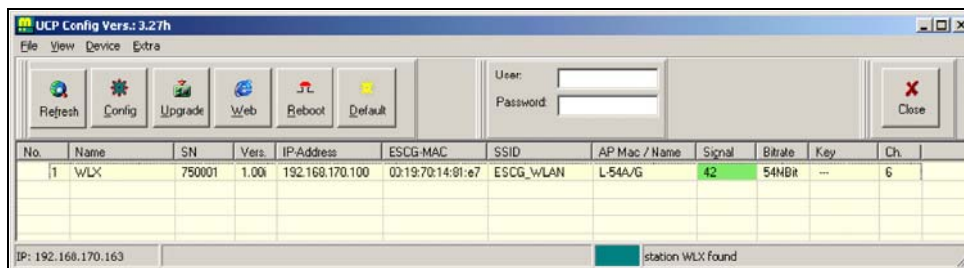 UCP Config Vers.: 3.27h
File View Device Extra
Refresh Config Upgrade Web Reboot Default User: Password: Close
No. Name SN Vers. IP-Address ESCG-MAC SSID AP Mac / Name Signal Bitrate Key Ch.
1 WLX 750001 1.00i 192.168.170.100 00:19:70:14:81:e7 ESCG_WLAN L-54A/G 42 54MBit --- 6
IP: 192.168.170.163 station WLX found